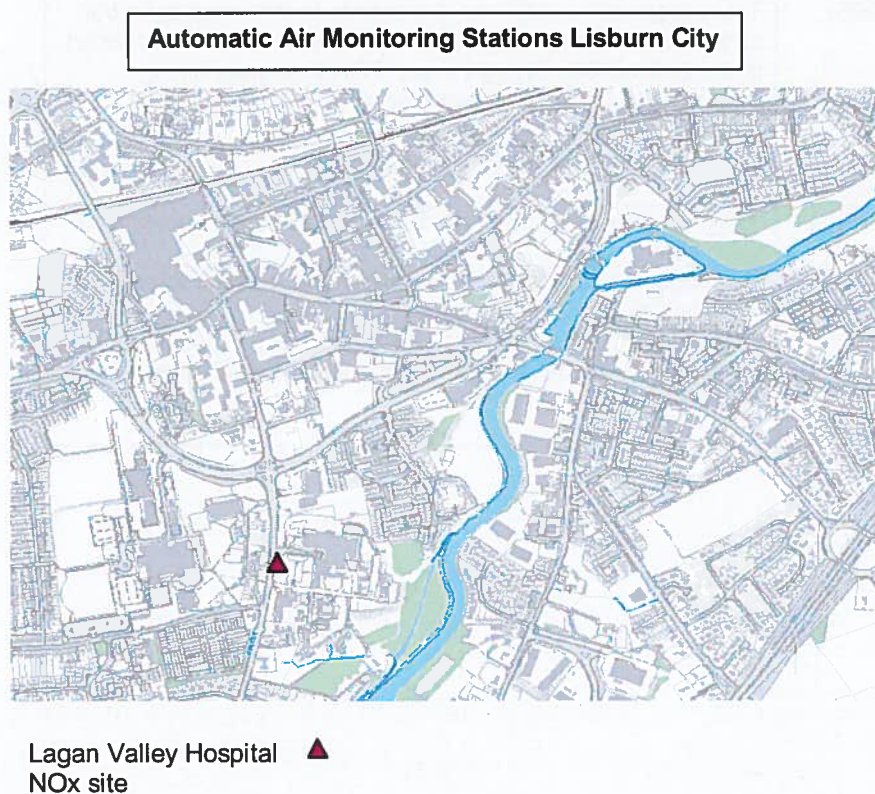 Automatic Air Monitoring Stations Lisburn City
Lagan Valley Hospital
NOx site